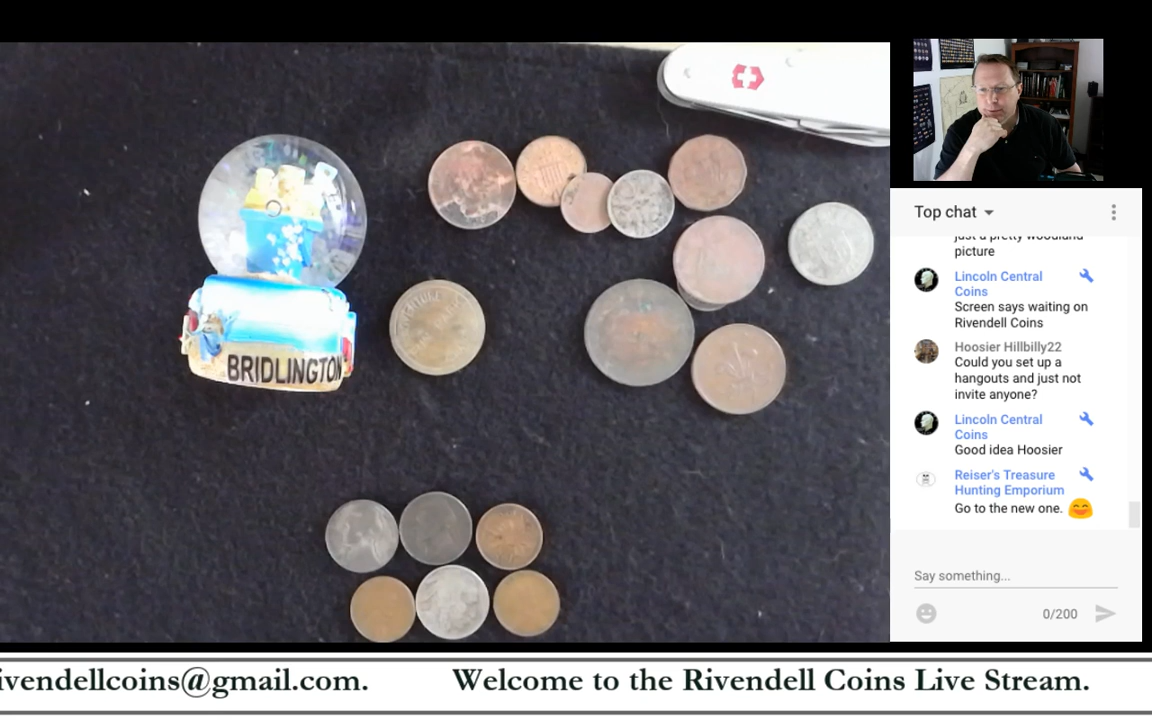 BRIDLINGTON
Top chat
just a pretty woodland
picture
Lincoln Central
Coins
Screen says waiting on
Rivendell Coins
Hoosier Hillbilly22
Could you set up a
hangouts and just not
invite anyone?
Lincoln Central
Coins
Good idea Hoosier
Reiser's Treasure
Hunting Emporium
Go to the new one.
Say something...
0/200
ivendellcoins@gmail.com. Welcome to the Rivendell Coins Live Stream.